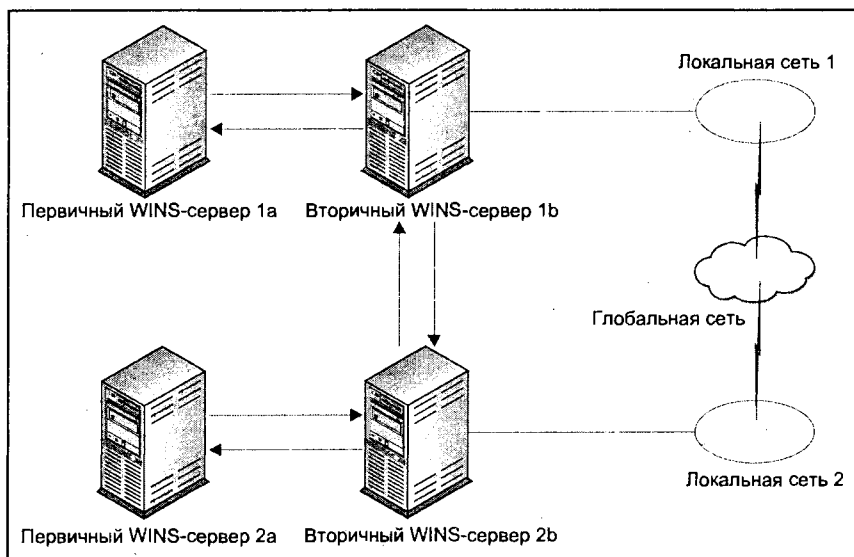 Локальная сеть 1
Первичный WINS-сервер 1a
Вторичный WINS-сервер 1b
Глобальная сеть
Локальная сеть 2
Первичный WINS-сервер 2a
Вторичный WINS-сервер 2b